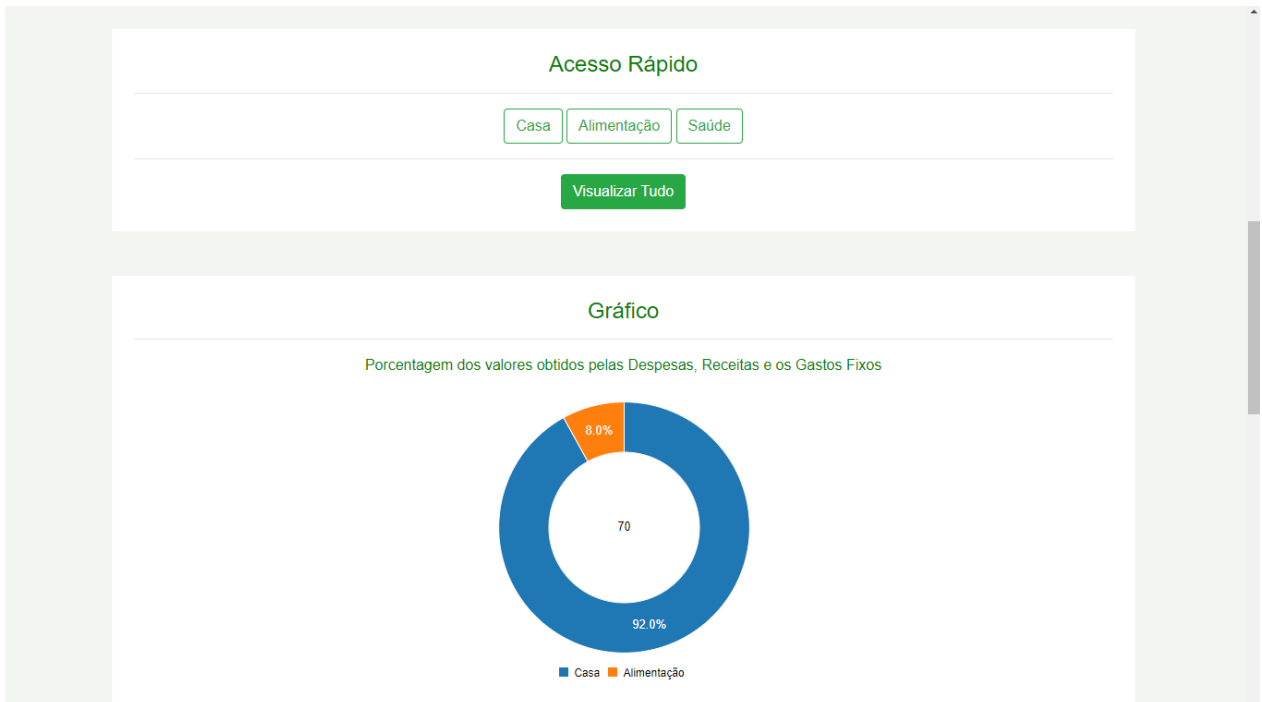 Acesso Rápido
Casa Alimentação Saúde
Visualizar Tudo
Gráfico
Porcentagem dos valores obtidos pelas Despesas, Receitas e os Gastos Fixos
8.0%
70
92.0%
Casa Alimentação